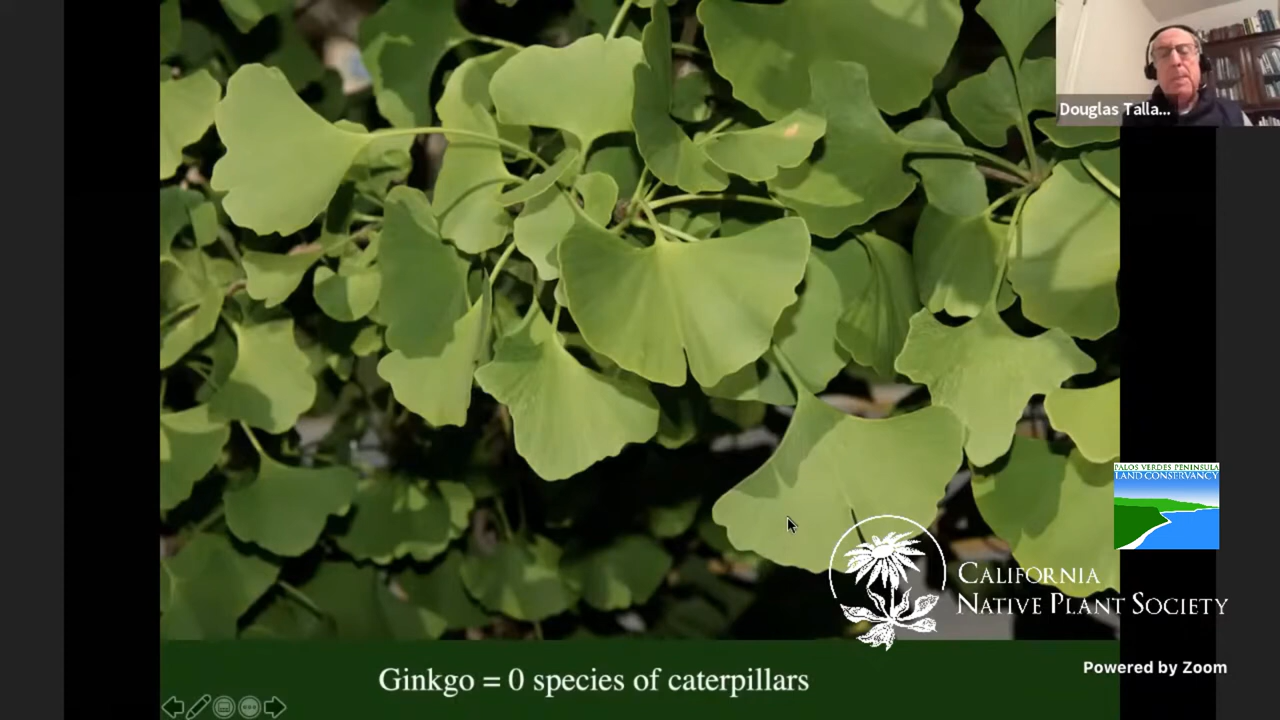 Douglas Talla...
PALOS VERDES PENINSULA
LAND CONSERVANCY
CALIFORNIA
NATIVE PLANT SOCIETY
Powered by Zoom
Ginkgo = 0 species of caterpillars